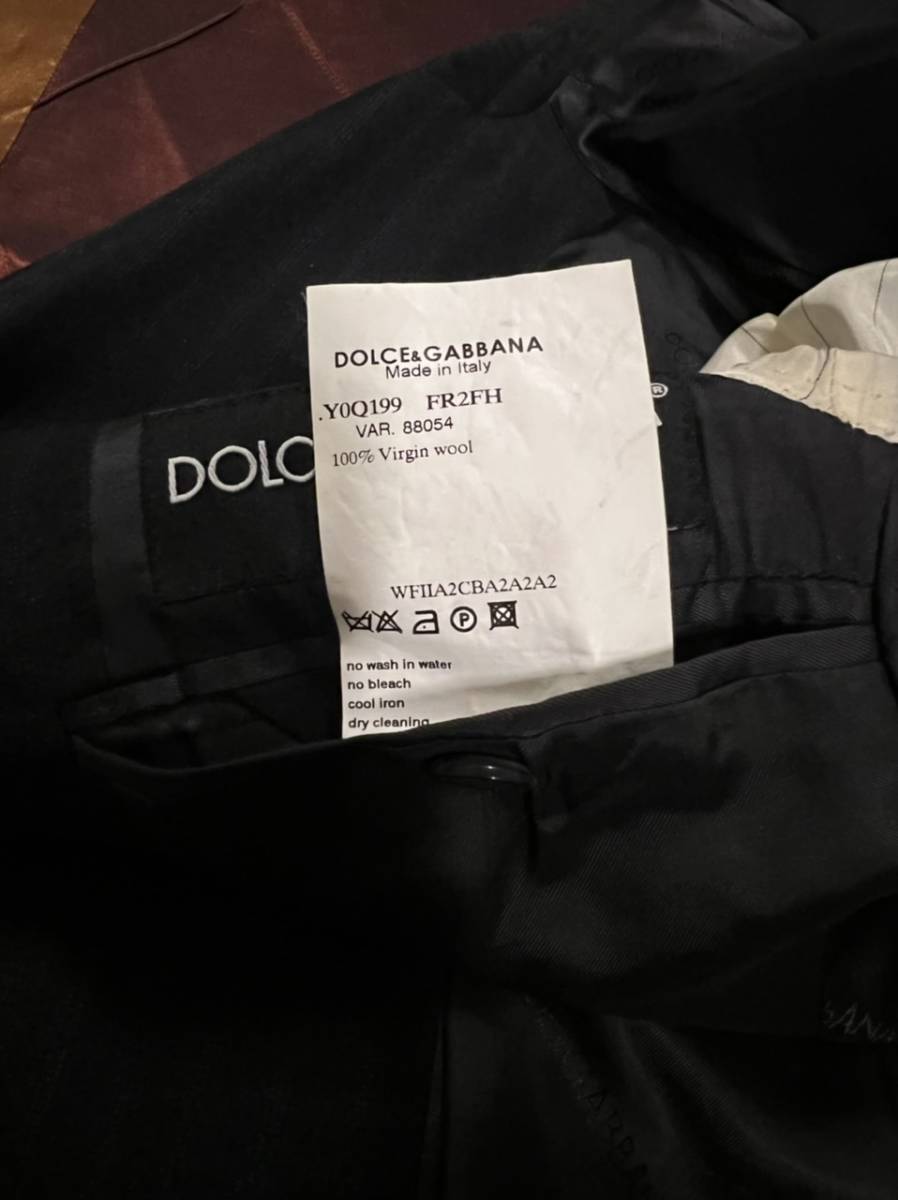 DOLCE&GABBANA
Made in Italy
.Y0Q199 FR2FH
VAR. 88054
100% Virgin wool
DOLC
®
A
WFIIA2CBA2A2A2
P
no wash in water
no bleach
cool iron
dry cleaning